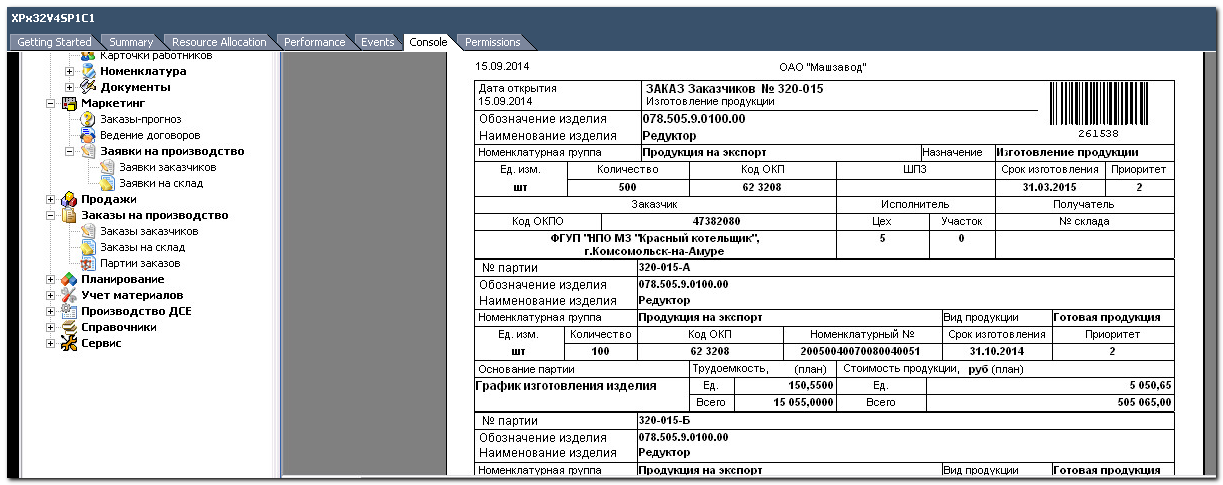 XPx32V4SP1C1
Getting Started Summary Resource Allocation Performance Events Console Permissions
Карточки работников
Номенклатура
Документы
Маркетинг
Заказы-прогноз
Ведение договоров
Заявки на производство
Заявки заказчиков
Заявки на склад
Продажи
Заказы на производство
Заказы заказчиков
Заказы на склад
Партии заказов
Планирование
Учет материалов
Производство ДСЕ
Справочники
Сервис
15.09.2014 ОАО "Машзавод"
Дата открытия ЗАКАЗ Заказчиков № 320-015
15.09.2014 Изготовление продукции
Обозначение изделия 078.505.9.0100.00
Наименование изделия Редуктор
261538
Номенклатурная группа Продукция на экспорт Назначение Изготовление продукции
Ед. изм. Количество Код ОКП ШПЗ Срок изготовления Приоритет
шт 500 62 3208 31.03.2015 2
Заказчик Исполнитель Получатель
Код ОКПО 47382080 Цех Участок № склада
ФГУП "НПО МЗ "Красный котельщик", 5 0
г.Комсомольск-на-Амуре
№ партии 320-015-А
Обозначение изделия 078.505.9.0100.00
Наименование изделия Редуктор
Номенклатурная группа Продукция на экспорт Вид продукции Готовая продукция
Ед. изм. Количество Код ОКП Номенклатурный № Срок изготовления Приоритет
шт 100 62 3208 20050040070080040051 31.10.2014 2
Основание партии Трудоемкость, (план) Стоимость продукции, руб (план)
График изготовления изделия Ед. 150,5500 Ед. 5 050,65
Всего 15 055,0000 Всего 505 065,00
№ партии 320-015-Б
Обозначение изделия 078.505.9.0100.00
Наименование изделия Редуктор
Номенклатурная группа Продукция на экспорт Вид продукции Готовая продукция